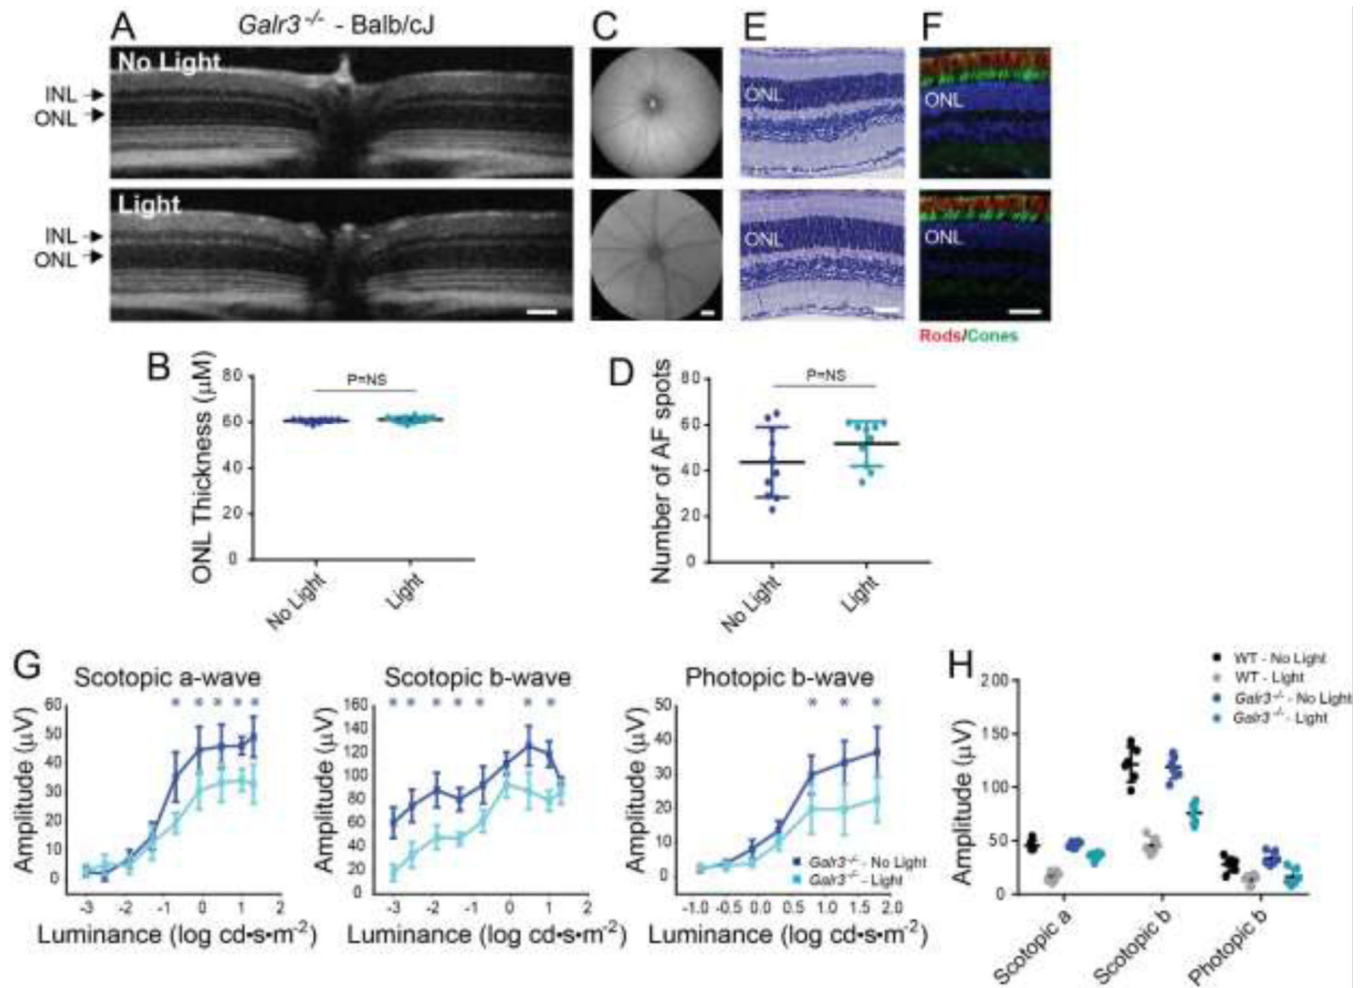 A Galr3 -/- - Balb/cJ C E F
No Light
INL
ONL
ONL
ONL
Light
INL
ONL
ONL
ONL
Rods/Cones
B
ONL Thickness (μM)
80
60
40
20
0
P=NS
No Light
Light
D
Number of AF spots
80
60
40
20
0
P=NS
No Light
Light
G
Scotopic a-wave
Amplitude (μV)
60
50
40
30
20
10
0
* * * * *
-3 -2 -1 0 1 2
Luminance (log cd•s•m-2)
Scotopic b-wave
Amplitude (μV)
160
140
120
100
80
60
40
20
0
* * * * * * *
-3 -2 -1 0 1 2
Luminance (log cd•s•m-2)
Photopic b-wave
Amplitude (μV)
50
40
30
20
10
0
* * *
Galr3-/- - No Light
Galr3-/- - Light
-1.0 -0.5 0.0 0.5 1.0 1.5 2.0
Luminance (log cd•s•m-2)
H
WT - No Light
WT - Light
Galr3-/- - No Light
Galr3-/- - Light
Amplitude (μV)
200
150
100
50
0
Scotopic a
Scotopic b
Photopic b